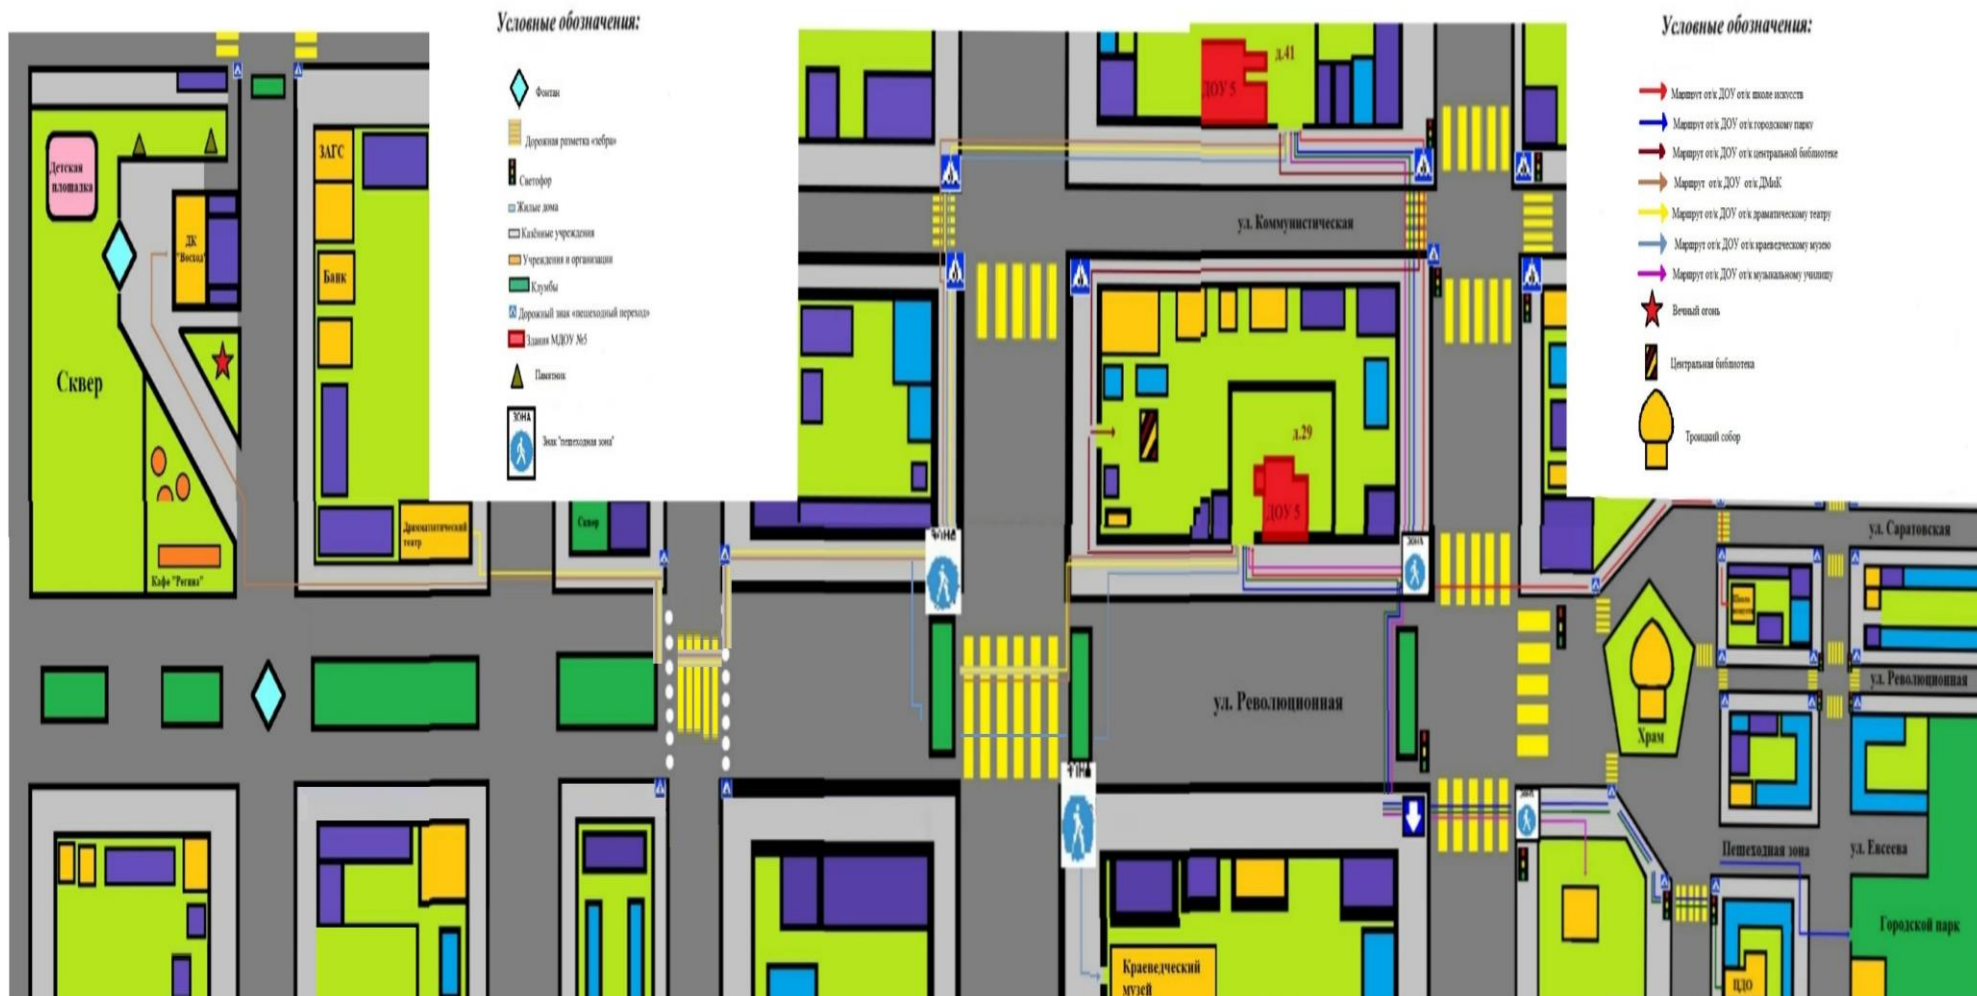 Условные обозначения:
Фонтан
Дорожная разметка «зебра»
Светофор
Жилые дома
Казённые учреждения
Учреждения и организации
Клумбы
Дорожный знак «пешеходный переход»
Здания МДОУ №5
Памятник
ЗОНА
Знак "пешеходная зона"
Условные обозначения:
Маршрут от/к ДОУ от/к школе искусств
Маршрут от/к ДОУ от/к городскому парку
Маршрут от/к ДОУ от/к центральной библиотеке
Маршрут от/к ДОУ от/к ДМиК
Маршрут от/к ДОУ от/к драматическому театру
Маршрут от/к ДОУ от/к краеведческому музею
Маршрут от/к ДОУ от/к музыкальному училищу
Вечный огонь
Центральная библиотека
Троицкий собор
Детская
площадка
ЗАГС
ДК
"Восход"
Банк
Сквер
Кафе "Регина"
театр
Сквер
д.41
ДОУ 5
ул. Коммунистическая
д.29
ДОУ 5
ЗОНА
ул. Саратовская
ул. Революционная
ул. Революционная
Храм
Пешеходная зона
ул. Евсеева
Городской парк
Краеведческий
музей
ЦДО